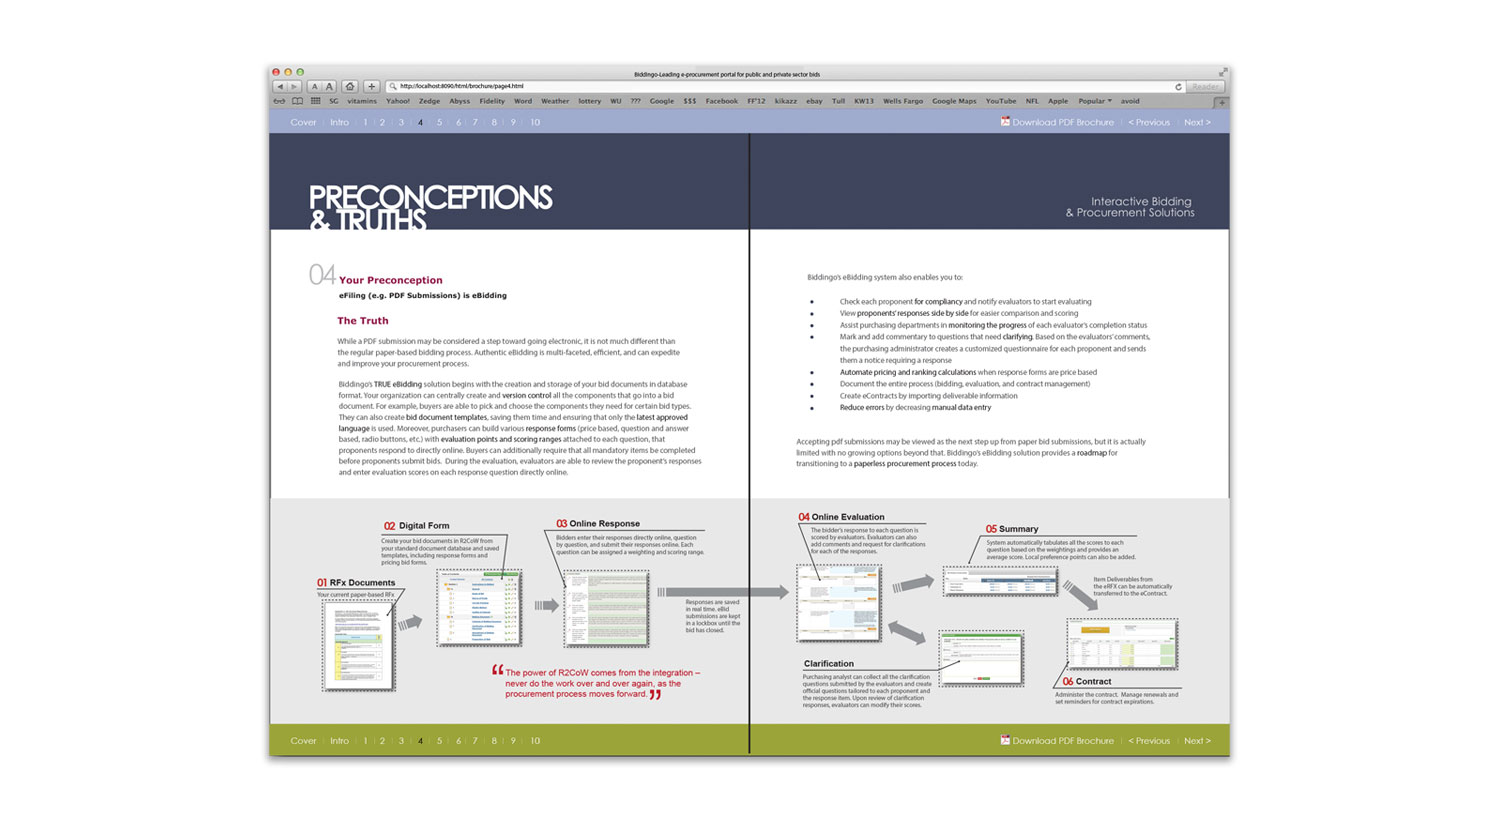 Biddingo-Leading e-procurement portal for public and private sector bids
A A + http://localhost:8090/html/brochure/page4.html Reader
SG vitamins Yahoo! Zedge Abyss Fidelity Word Weather lottery WU ??? Google $$$ Facebook FF'12 kikazz ebay Tull KW13 Wells Fargo Google Maps YouTube NFL Apple Popular avoid +
Cover | Intro | 1 | 2 | 3 | 4 | 5 | 6 | 7 | 8 | 9 | 10
Download PDF Brochure | < Previous | Next >
PRECONCEPTIONS
& TRUTHS
Interactive Bidding
& Procurement Solutions
04 Your Preconception
eFiling (e.g. PDF Submissions) is eBidding
The Truth
While a PDF submission may be considered a step toward going electronic, it is not much different than
the regular paper-based bidding process. Authentic eBidding is multi-faceted, efficient, and can expedite
and improve your procurement process.
Biddingo's TRUE eBidding solution begins with the creation and storage of your bid documents in database
format. Your organization can centrally create and version control all the components that go into a bid
document. For example, buyers are able to pick and choose the components they need for certain bid types.
They can also create bid document templates, saving them time and ensuring that only the latest approved
language is used. Moreover, purchasers can build various response forms (price based, question and answer
based, radio buttons, etc.) with evaluation points and scoring ranges attached to each question, that
proponents respond to directly online. Buyers can additionally require that all mandatory items be completed
before proponents submit bids. During the evaluation, evaluators are able to review the proponent's responses
and enter evaluation scores on each response question directly online.
Biddingo's eBidding system also enables you to:
• Check each proponent for compliancy and notify evaluators to start evaluating
• View proponents' responses side by side for easier comparison and scoring
• Assist purchasing departments in monitoring the progress of each evaluator's completion status
• Mark and add commentary to questions that need clarifying. Based on the evaluators' comments,
the purchasing administrator creates a customized questionnaire for each proponent and sends
them a notice requiring a response
• Automate pricing and ranking calculations when response forms are price based
• Document the entire process (bidding, evaluation, and contract management)
• Create eContracts by importing deliverable information
• Reduce errors by decreasing manual data entry
Accepting pdf submissions may be viewed as the next step up from paper bid submissions, but it is actually
limited with no growing options beyond that. Biddingo's eBidding solution provides a roadmap for
transitioning to a paperless procurement process today.
01 RFx Documents
Your current paper-based RFx
02 Digital Form
Create your bid documents in R2CoW from
your standard document database and saved
templates, including response forms and
pricing bid forms.
03 Online Response
Bidders enter their responses directly online, question
by question, and submit their responses online. Each
question can be assigned a weighting and scoring range.
Responses are saved
in real time. eBid
submissions are kept
in a lockbox until the
bid has closed.
“The power of R2CoW comes from the integration –
never do the work over and over again, as the
procurement process moves forward.”
04 Online Evaluation
The bidder's response to each question is
scored by evaluators. Evaluators can also
add comments and request for clarifications
for each of the responses.
05 Summary
System automatically tabulates all the scores to each
question based on the weightings and provides an
average score. Local preference points can also be added.
Item Deliverables from
the eRFX can be automatically
transferred to the eContract.
Clarification
Purchasing analyst can collect all the clarification
questions submitted by the evaluators and create
official questions tailored to each proponent and
the response item. Upon review of clarification
responses, evaluators can modify their scores.
06 Contract
Administer the contract. Manage renewals and
set reminders for contract expirations.
Cover | Intro | 1 | 2 | 3 | 4 | 5 | 6 | 7 | 8 | 9 | 10
Download PDF Brochure | < Previous | Next >